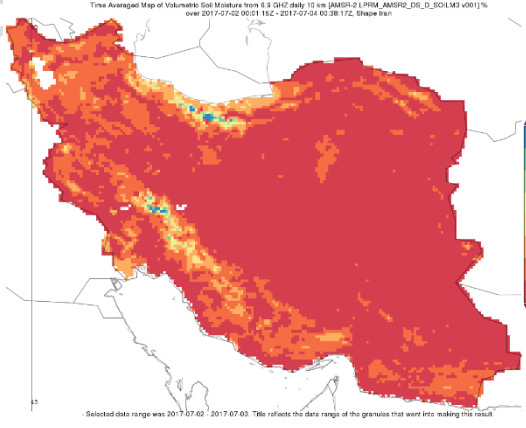 Time Averaged Map of Volumetric Soil Moisture from 6.9 GHZ daily 10 km [AMSR-2 LPRM_AMSR2_DS_D_SOILM3 v001] %
over 2017-07-02 00:01:15Z - 2017-07-04 00:38:17Z, Shape Iran
45
- Selected date range was 2017-07-02 - 2017-07-03. Title reflects the date range of the granules that went into making this result.